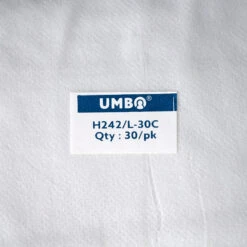 UMBO
H242/L-30C
Qty : 30/pk